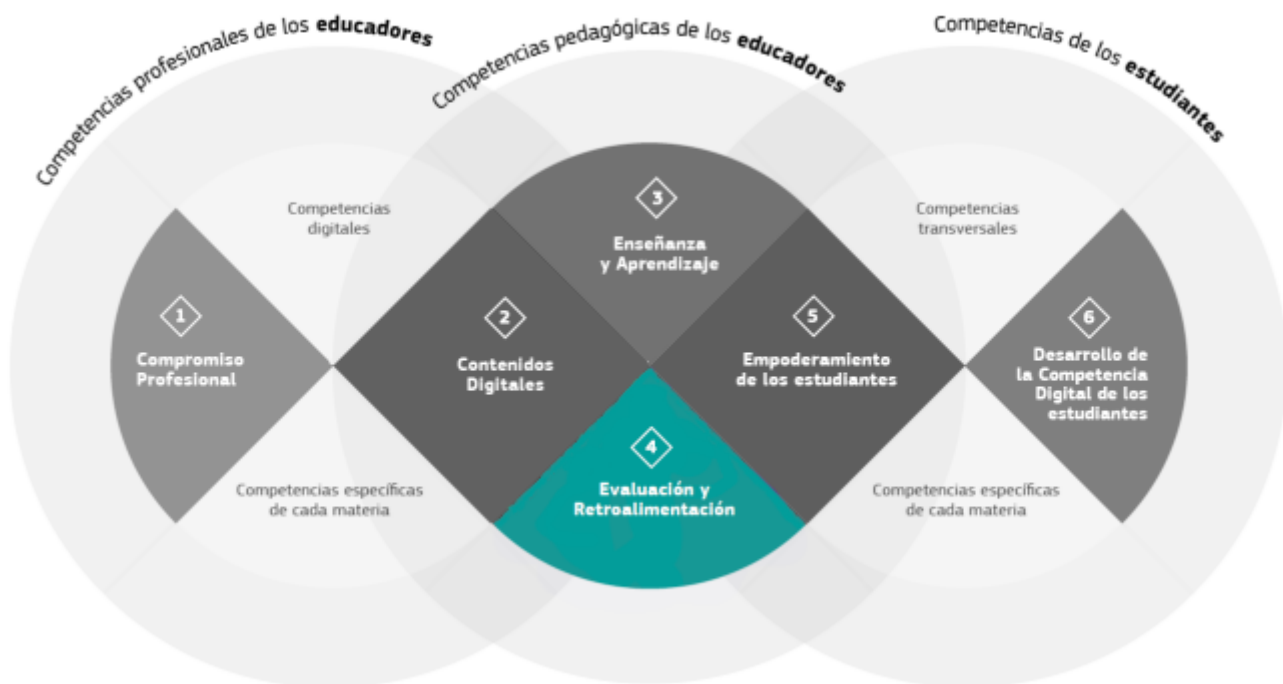 Competencias profesionales de los educadores
Competencias pedagógicas de los educadores
Competencias de los estudiantes
Competencias
digitales
3
Enseñanza
y Aprendizaje
Competencias
transversales
1
Compromiso
Profesional
2
Contenidos
Digitales
5
Empoderamiento
de los estudiantes
6
Desarrollo de
la Competencia
Digital de los
estudiantes
4
Evaluación y
Retroalimentación
Competencias específicas
de cada materia
Competencias específicas
de cada materia